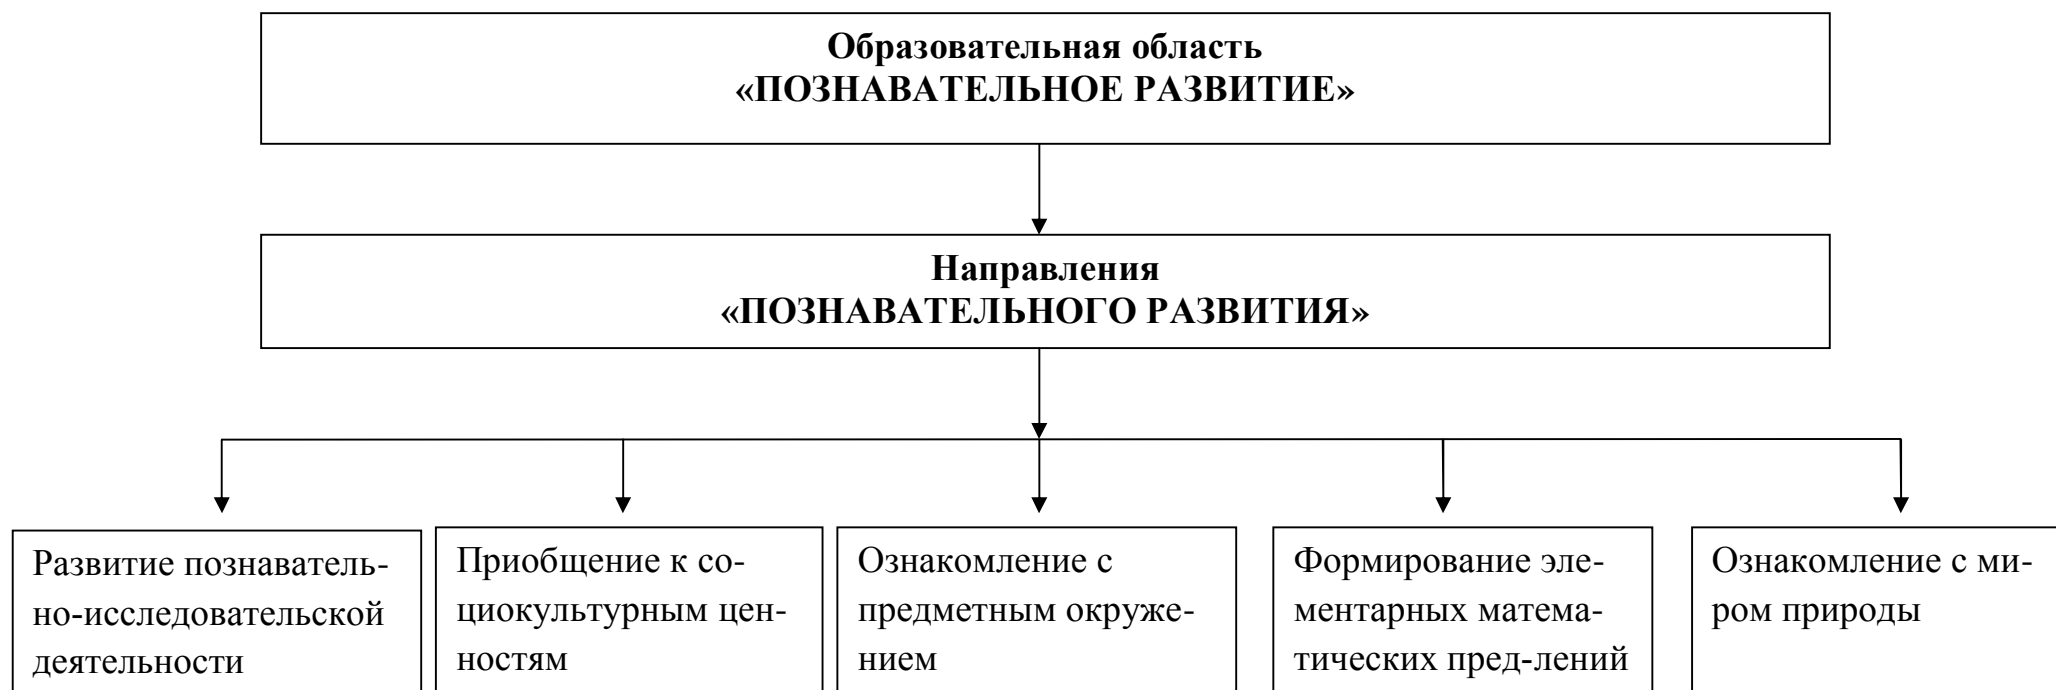 Образовательная область
«ПОЗНАВАТЕЛЬНОЕ РАЗВИТИЕ»
Направления
«ПОЗНАВАТЕЛЬНОГО РАЗВИТИЯ»
Развитие познаватель-
но-исследовательской
деятельности
Приобщение к со-
циокультурным цен-
ностям
Ознакомление с
предметным окруже-
нием
Формирование эле-
ментарных матема-
тических пред-лений
Ознакомление с ми-
ром природы